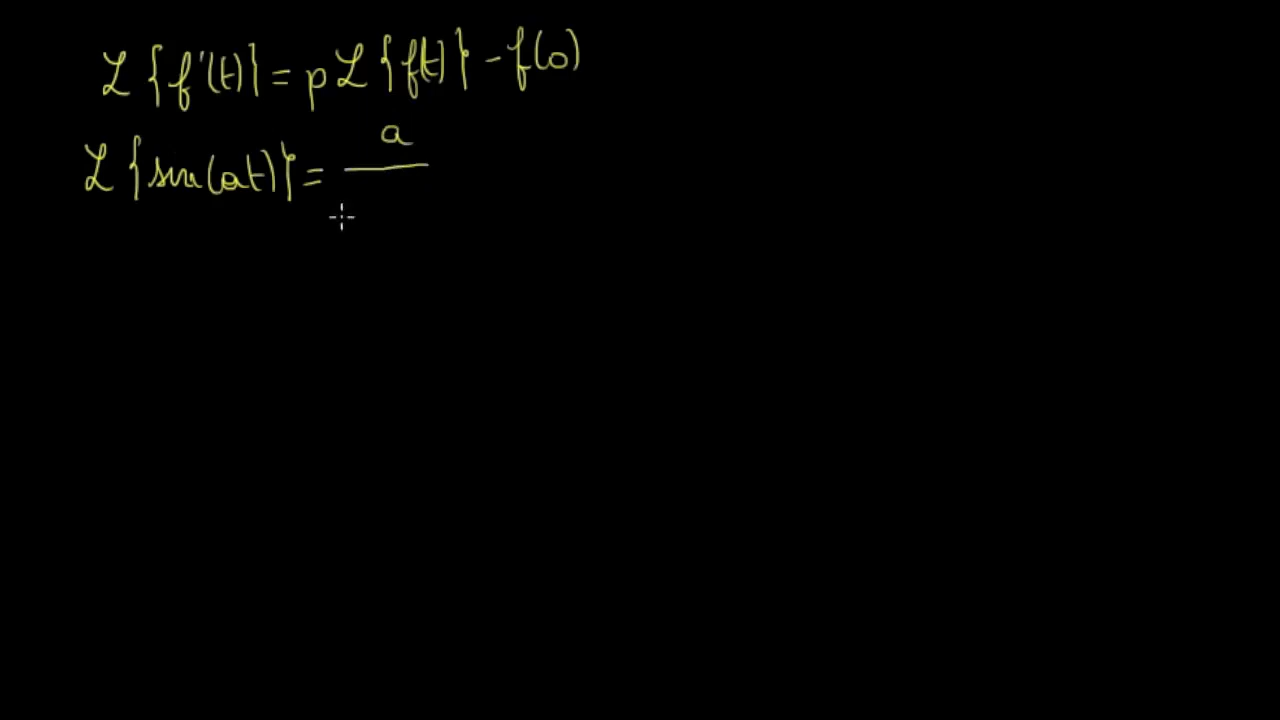 ℒ{f'(t)} = pℒ{f(t)} - f(0)
ℒ{sin(at)} = a/